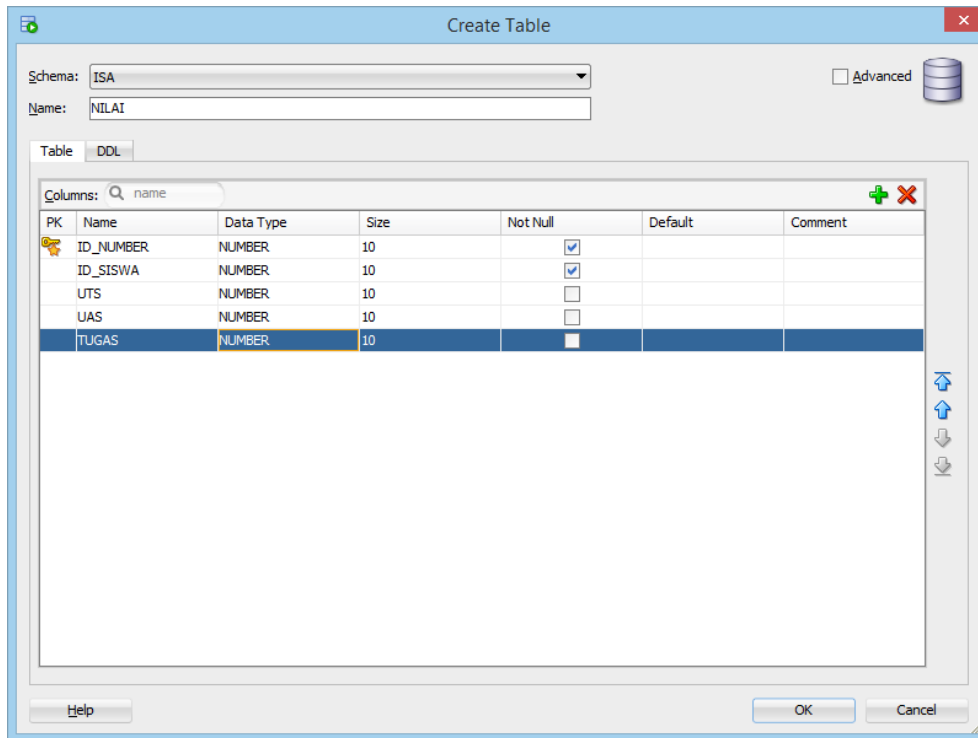 Create Table
Schema: ISA Advanced
Name: NILAI
Table DDL
Columns: name
PK Name Data Type Size Not Null Default Comment
ID_NUMBER NUMBER 10
ID_SISWA NUMBER 10
UTS NUMBER 10
UAS NUMBER 10
TUGAS NUMBER 10
Help OK Cancel